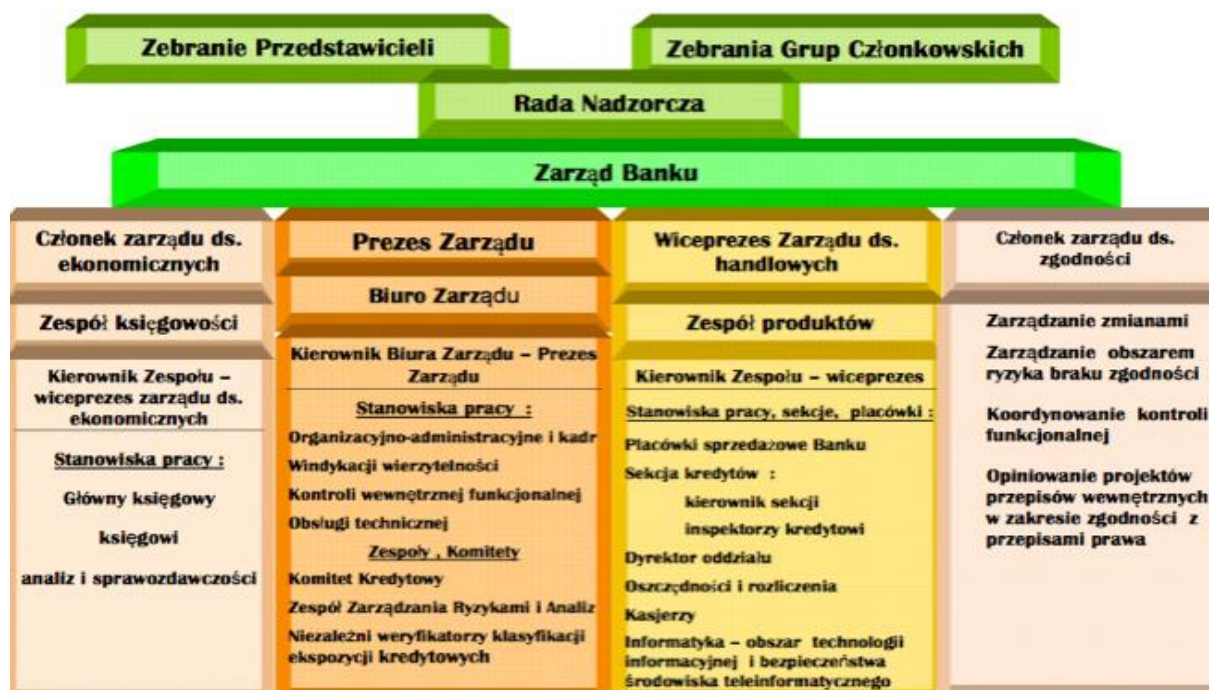 Zebranie Przedstawicieli
Zebrania Grup Członkowskich
Rada Nadzorcza
Zarząd Banku
Członek zarządu ds.
ekonomicznych
Zespół księgowości
Kierownik Zespołu –
wiceprezes zarządu ds.
ekonomicznych
Stanowiska pracy :
Główny księgowy
księgowi
analiz i sprawozdawczości
Prezes Zarządu
Biuro Zarządu
Kierownik Biura Zarządu – Prezes
Zarządu
Stanowiska pracy :
Organizacyjno-administracyjne i kadr
Windykacji wierzytelności
Kontroli wewnętrznej funkcjonalnej
Obsługi technicznej
Zespoły , Komitety
Komitet Kredytowy
Zespół Zarządzania Ryzykami i Analiz
Niezależni weryfikatorzy klasyfikacji
ekspozycji kredytowych
Wiceprezes Zarządu ds.
handlowych
Zespół produktów
Kierownik Zespołu – wiceprezes
Stanowiska pracy, sekcje, placówki :
Placówki sprzedażowe Banku
Sekcja kredytów :
kierownik sekcji
inspektorzy kredytowi
Dyrektor oddziału
Oszczędności i rozliczenia
Kasjerzy
Informatyka – obszar technologii
informacyjnej i bezpieczeństwa
środowiska teleinformatycznego
Członek zarządu ds.
zgodności
Zarządzanie zmianami
Zarządzanie obszarem
ryzyka braku zgodności
Koordynowanie kontroli
funkcjonalnej
Opiniowanie projektów
przepisów wewnętrznych
w zakresie zgodności z
przepisami prawa